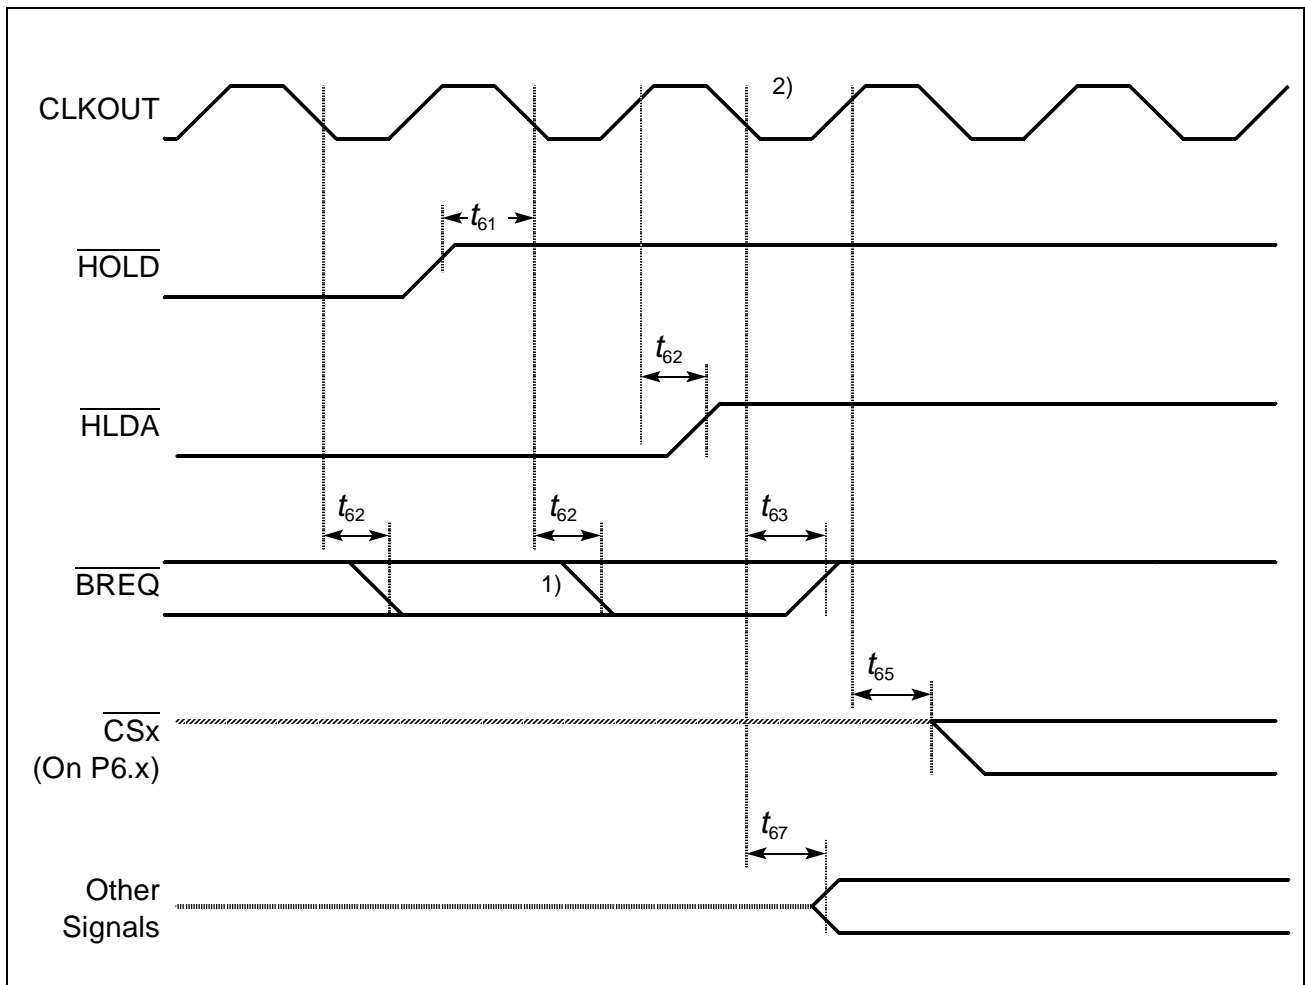 CLKOUT
2)
t61
HOLD
t62
HLDA
t62
t62
t63
BREQ
1)
t65
CSx
(On P6.x)
t67
Other
Signals